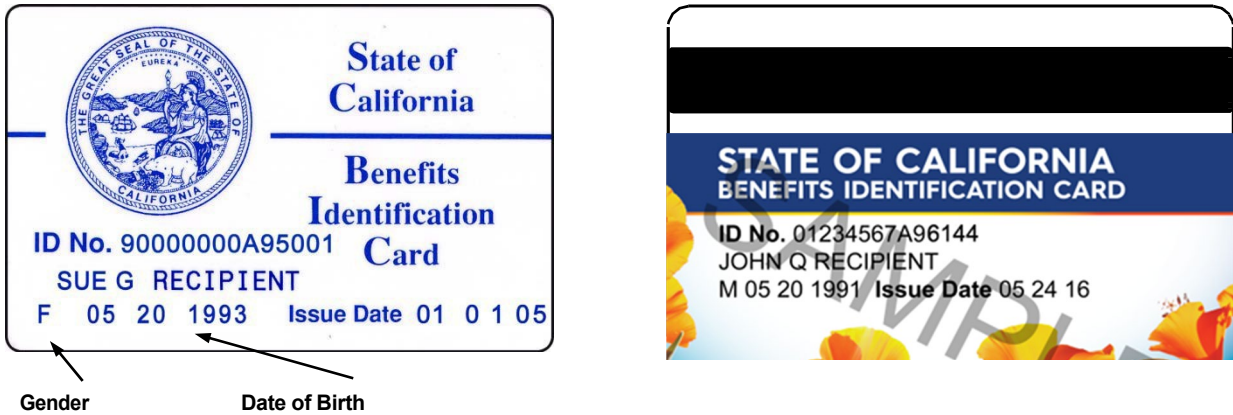 THE GREAT SEAL OF THE STATE OF CALIFORNIA
EUREKA
State of
California
Benefits
Identification
Card
ID No. 90000000A95001
SUE G RECIPIENT
F 05 20 1993 Issue Date 01 0 1 05
Gender
Date of Birth
STATE OF CALIFORNIA
BENEFITS IDENTIFICATION CARD
ID No. 01234567A96144
JOHN Q RECIPIENT
M 05 20 1991 Issue Date 05 24 16
SAMPLE